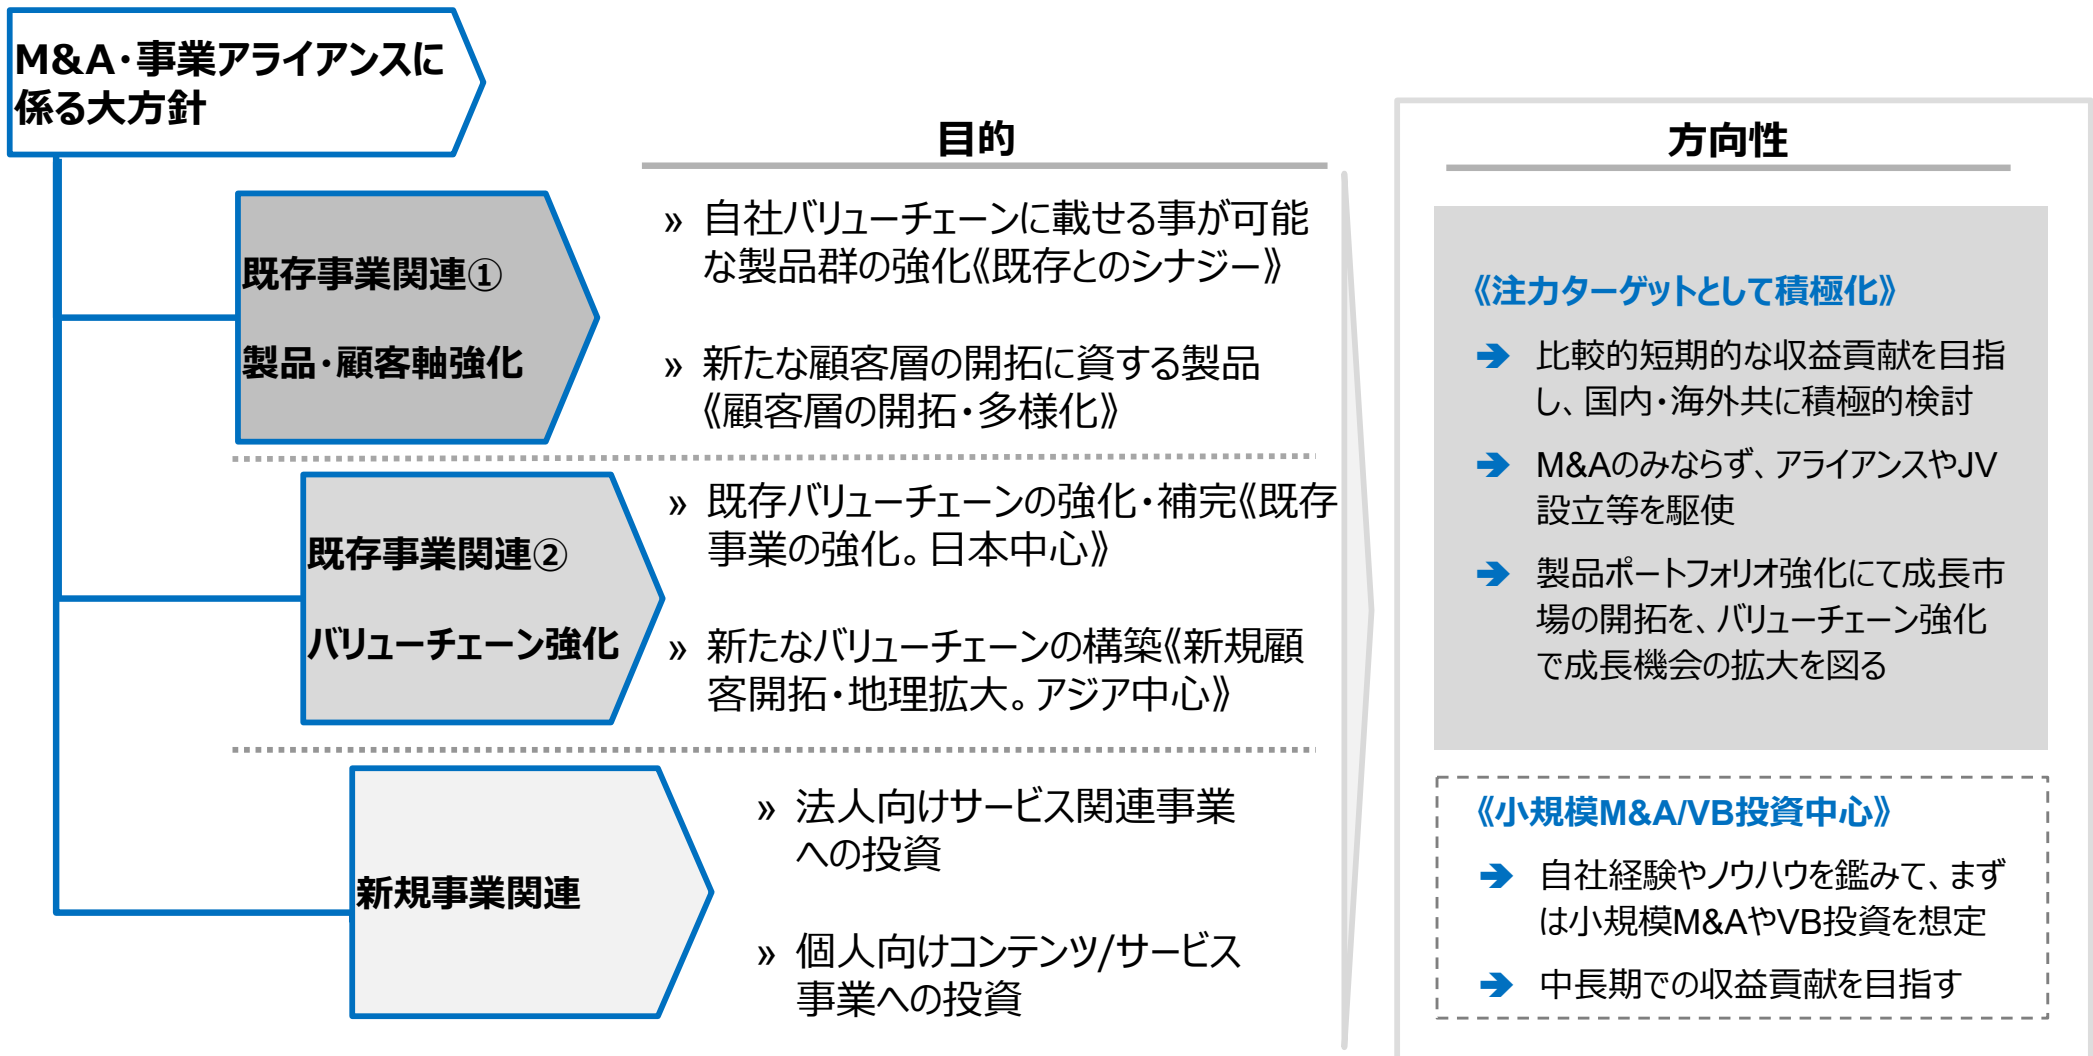 M&A・事業アライアンスに
係る大方針
目的
既存事業関連①
製品・顧客軸強化
» 自社バリューチェーンに載せる事が可能
な製品群の強化《既存とのシナジー》
» 新たな顧客層の開拓に資する製品
《顧客層の開拓・多様化》
既存事業関連②
バリューチェーン強化
» 既存バリューチェーンの強化・補完《既存
事業の強化。日本中心》
» 新たなバリューチェーンの構築《新規顧
客開拓・地理拡大。アジア中心》
新規事業関連
» 法人向けサービス関連事業
への投資
» 個人向けコンテンツ/サービス
事業への投資
方向性
《注力ターゲットとして積極化》
➔ 比較的短期的な収益貢献を目指
し、国内・海外共に積極的検討
➔ M&Aのみならず、アライアンスやJV
設立等を駆使
➔ 製品ポートフォリオ強化にて成長市
場の開拓を、バリューチェーン強化
で成長機会の拡大を図る
《小規模M&A/VB投資中心》
➔ 自社経験やノウハウを鑑みて、まず
は小規模M&AやVB投資を想定
➔ 中長期での収益貢献を目指す